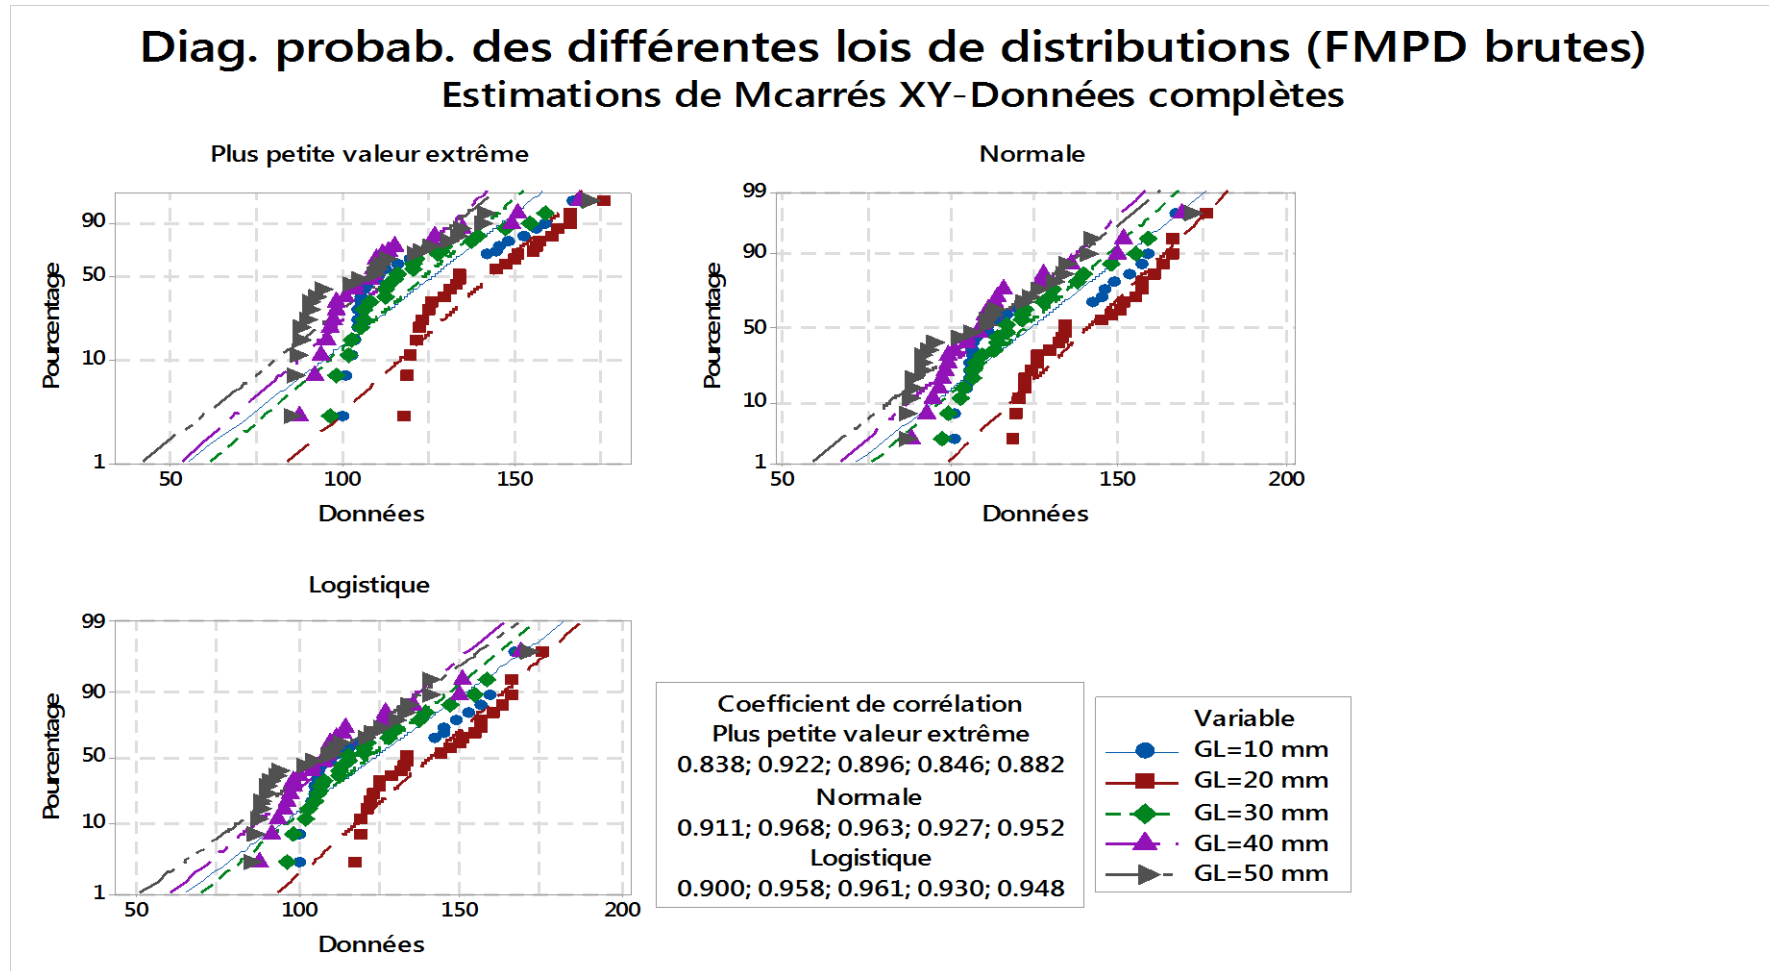 Diag. probab. des différentes lois de distributions (FMPD brutes)
Estimations de Mcarrés XY-Données complètes
Plus petite valeur extrême
Pourcentage
90
50
10
1
50 100 150
Données
Normale
Pourcentage
99
90
50
10
1
50 100 150 200
Données
Logistique
Pourcentage
99
90
50
10
1
50 100 150 200
Données
Coefficient de corrélation
Plus petite valeur extrême
0.838; 0.922; 0.896; 0.846; 0.882
Normale
0.911; 0.968; 0.963; 0.927; 0.952
Logistique
0.900; 0.958; 0.961; 0.930; 0.948
Variable
GL=10 mm
GL=20 mm
GL=30 mm
GL=40 mm
GL=50 mm